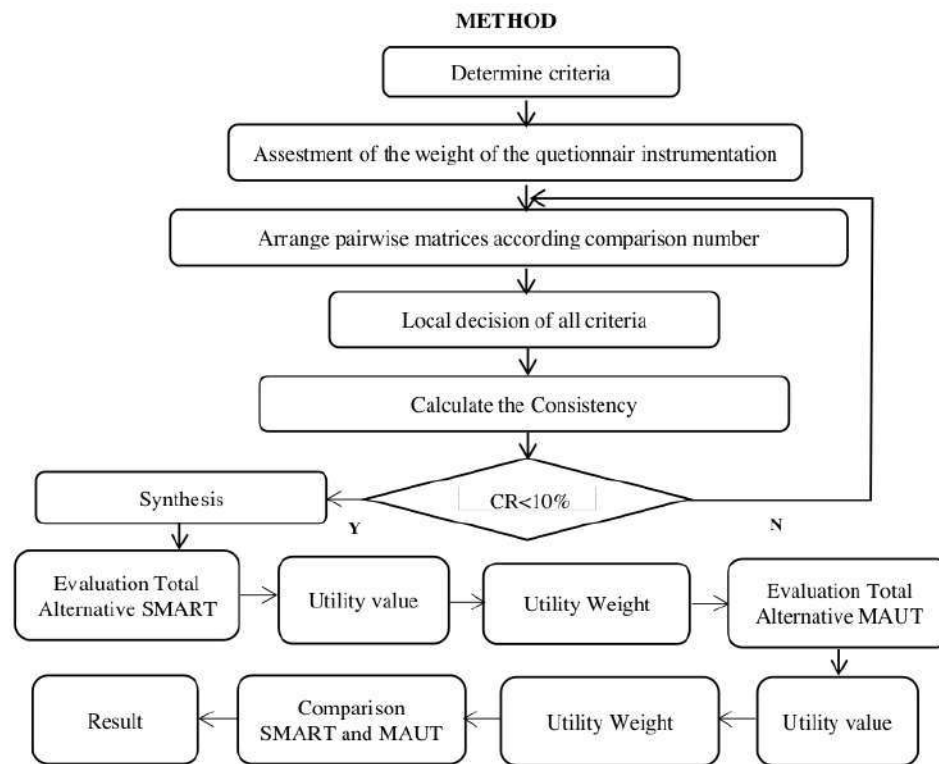 METHOD
Determine criteria
Assestment of the weight of the quetionnair instrumentation
Arrange pairwise matrices according comparison number
Local decision of all criteria
Calculate the Consistency
CR<10%
Synthesis
Y
N
Evaluation Total
Alternative SMART
Utility value
Utility Weight
Evaluation Total
Alternative MAUT
Utility value
Utility Weight
Comparison
SMART and MAUT
Result